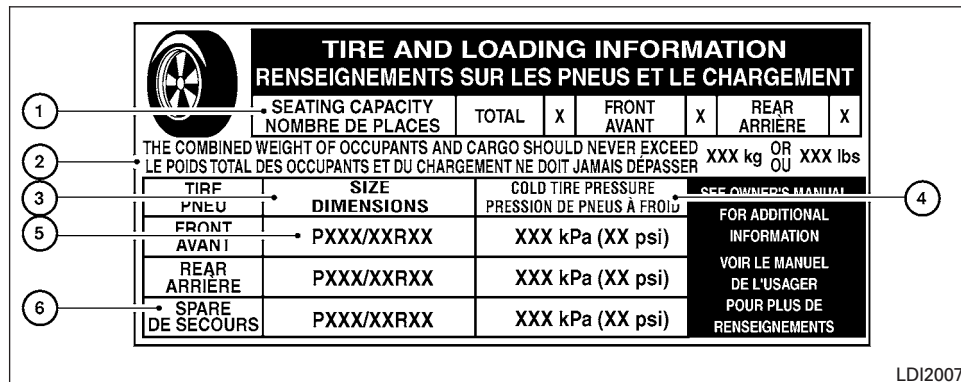 TIRE AND LOADING INFORMATION
RENSEIGNEMENTS SUR LES PNEUS ET LE CHARGEMENT
1
SEATING CAPACITY
NOMBRE DE PLACES
TOTAL
X
FRONT
AVANT
X
REAR
ARRIÈRE
X
2
THE COMBINED WEIGHT OF OCCUPANTS AND CARGO SHOULD NEVER EXCEED
LE POIDS TOTAL DES OCCUPANTS ET DU CHARGEMENT NE DOIT JAMAIS DÉPASSER
XXX kg
OR
OU
XXX lbs
3
TIRE
PNEU
SIZE
DIMENSIONS
COLD TIRE PRESSURE
PRESSION DE PNEUS À FROID
4
5
FRONT
AVANT
PXXX/XXRXX
XXX kPa (XX psi)
REAR
ARRIÈRE
PXXX/XXRXX
XXX kPa (XX psi)
6
SPARE
DE SECOURS
PXXX/XXRXX
XXX kPa (XX psi)
SEE OWNER'S MANUAL
FOR ADDITIONAL
INFORMATION
VOIR LE MANUEL
DE L'USAGER
POUR PLUS DE
RENSEIGNEMENTS
LDI2007